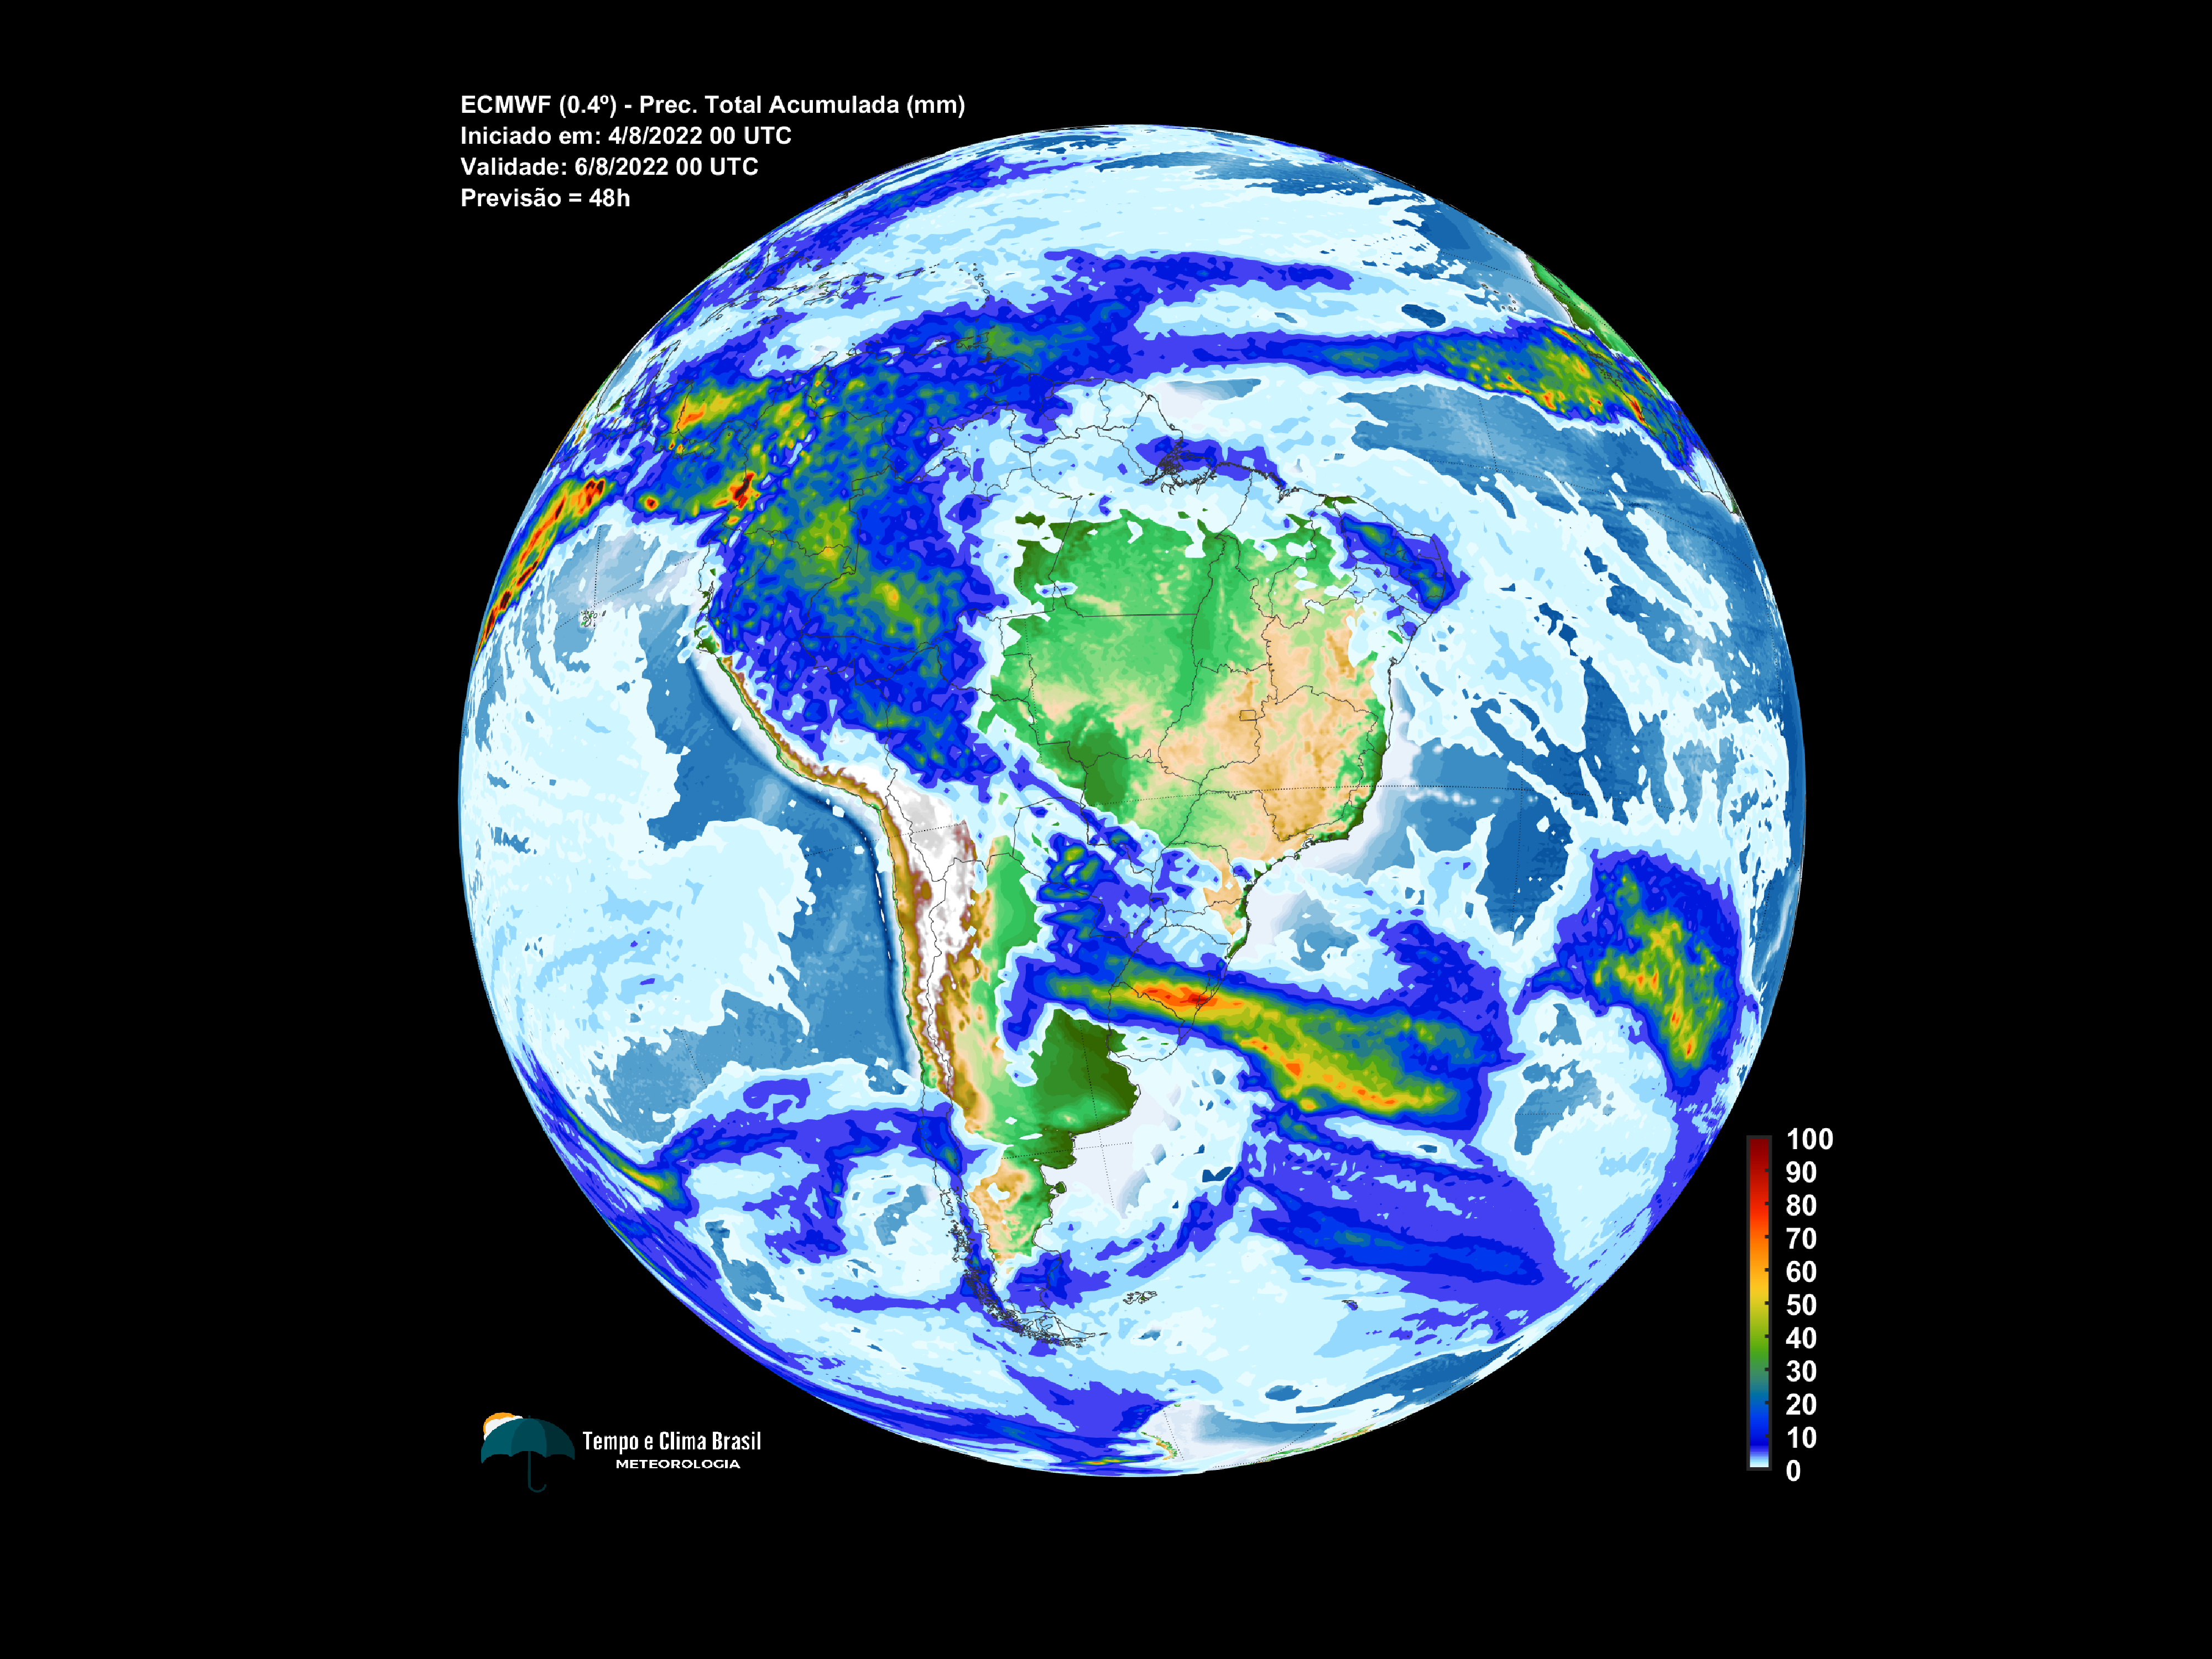 ECMWF (0.4º) - Prec. Total Acumulada (mm)
Iniciado em: 4/8/2022 00 UTC
Validade: 6/8/2022 00 UTC
Previsão = 48h
100
90
80
70
60
50
40
30
20
10
0
Tempo e Clima Brasil
METEOROLOGIA